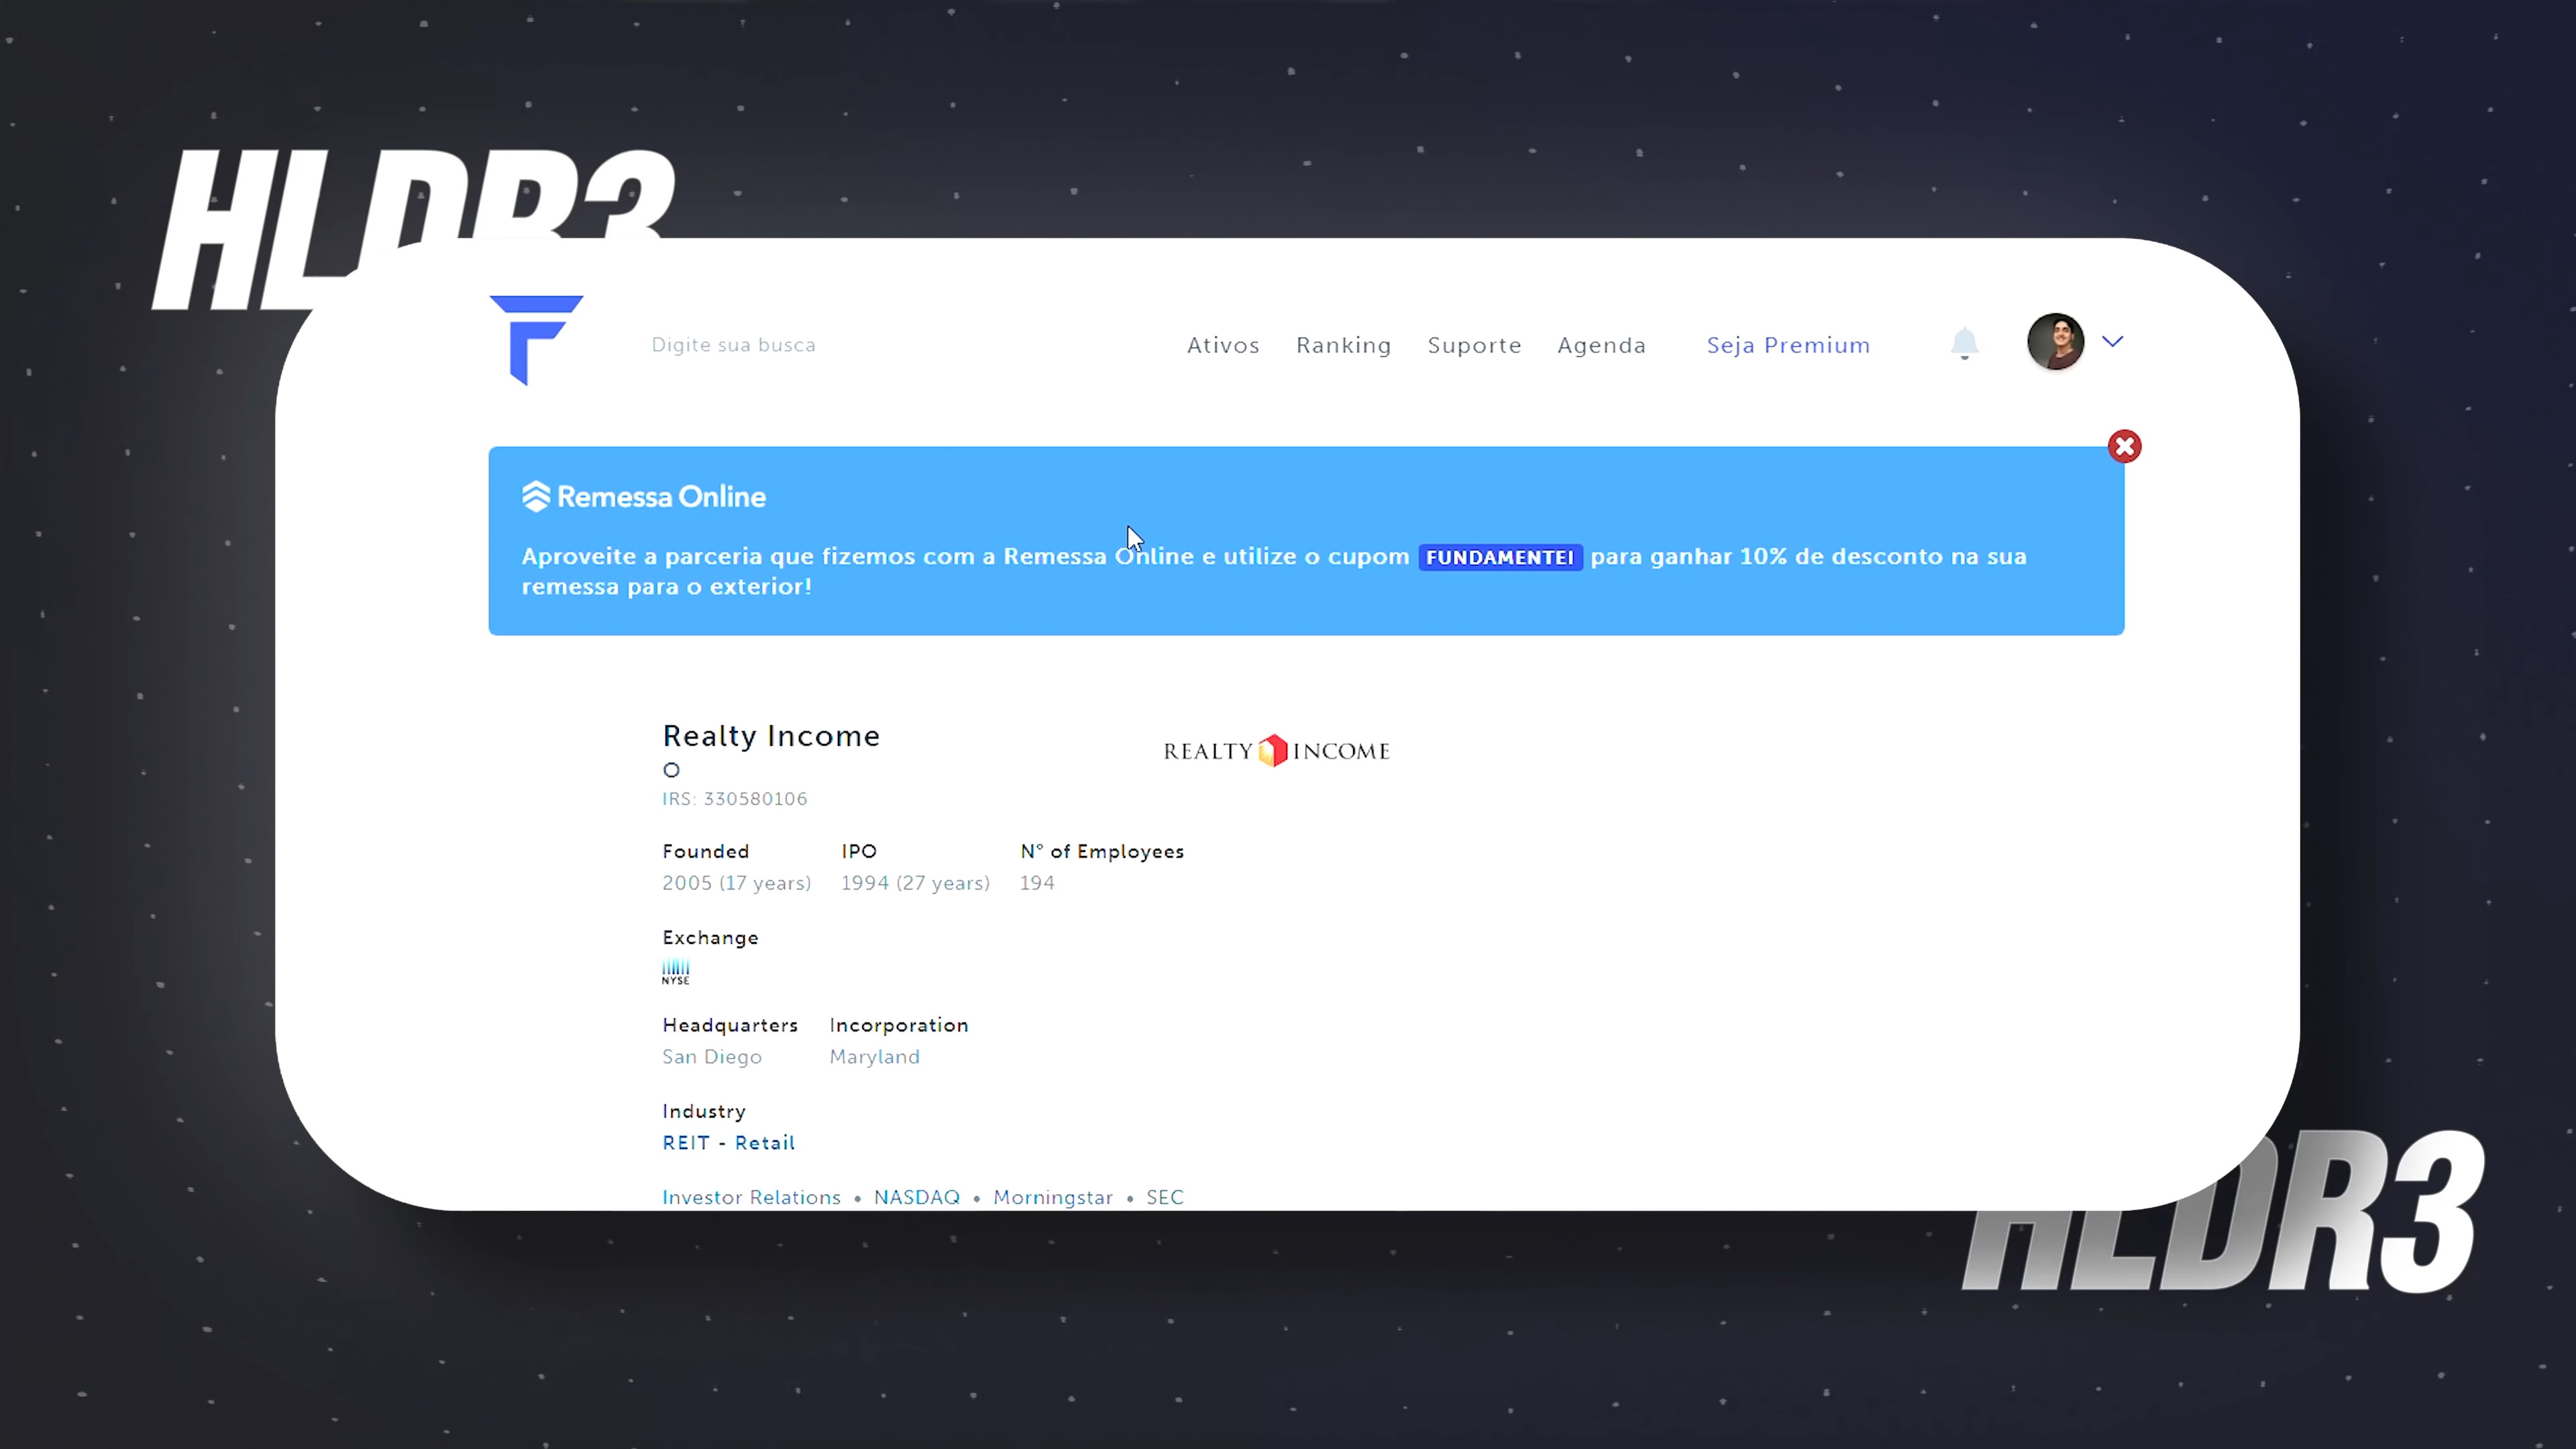 HLDR3
Digite sua busca
Ativos Ranking Suporte Agenda Seja Premium
Remessa Online
Aproveite a parceria que fizemos com a Remessa Online e utilize o cupom FUNDAMENTEI para ganhar 10% de desconto na sua
remessa para o exterior!
Realty Income
REALTY INCOME
O
IRS: 330580106
Founded IPO N° of Employees
2005 (17 years) 1994 (27 years) 194
Exchange
NYSE
Headquarters Incorporation
San Diego Maryland
Industry
REIT - Retail
Investor Relations • NASDAQ • Morningstar • SEC
HLDR3